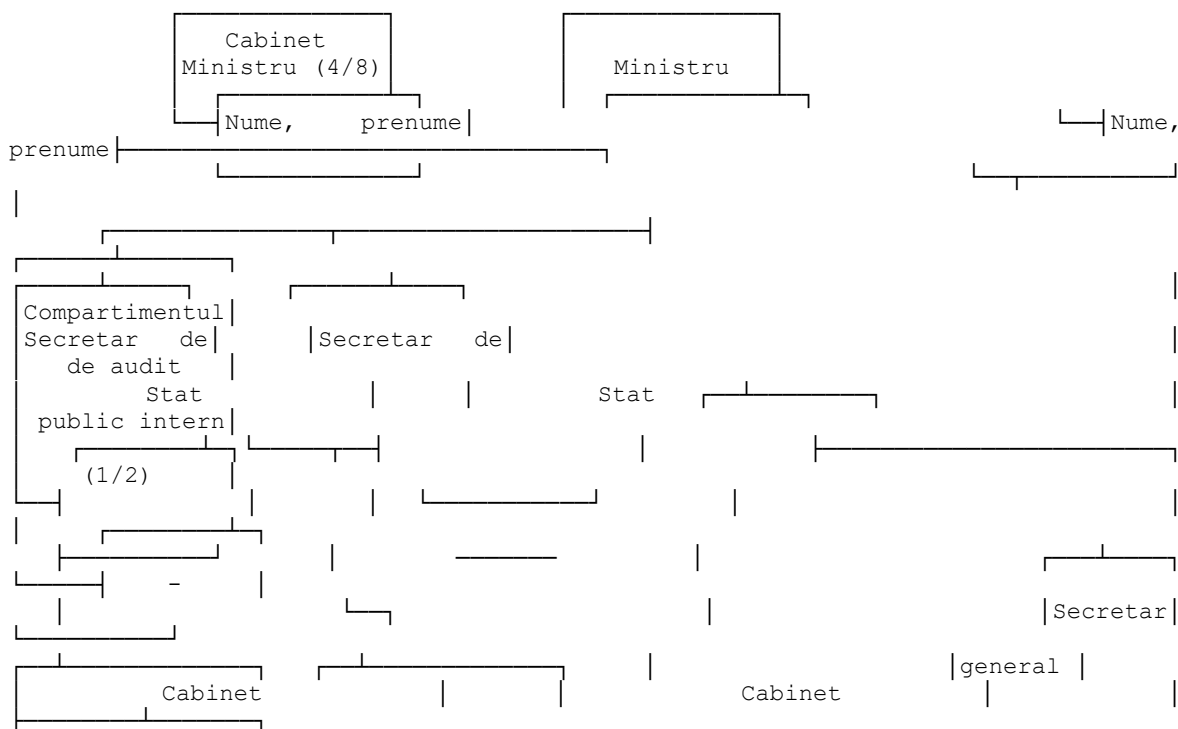 Cabinet
Ministru (4/8) Ministru
Nume, prenume Nume,
prenume
Compartimentul
Secretar de Secretar de
de audit
Stat Stat
public intern
(1/2)
-
Secretar
general
Cabinet Cabinet